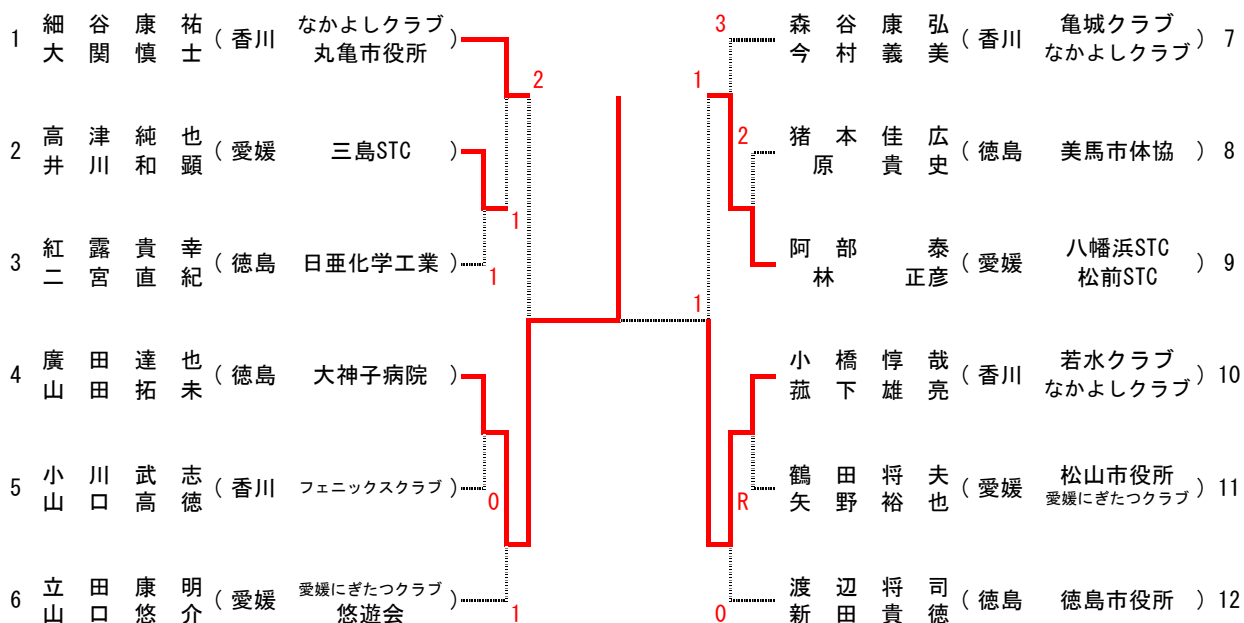 細谷康祐 なかよしクラブ
1 (香川 )
大関慎士 丸亀市役所
2
高津純也
2 (愛媛 三島STC )
井川和顕
1
紅露貴幸
3 (徳島 日亜化学工業 )
二宮直紀
1
廣田達也
4 (徳島 大神子病院 )
山田拓未
小川武志
5 (香川 フェニックスクラブ )
山口高徳
0
立田康明 愛媛にぎたつクラブ
6 (愛媛 )
山口悠介 悠遊会
1
3
森谷康弘 亀城クラブ
(香川 ) 7
今村義美 なかよしクラブ
1
2
猪本佳広
(徳島 美馬市体協 ) 8
原貴史
阿部泰 八幡浜STC
(愛媛 ) 9
林正彦 松前STC
1
小橋惇哉 若水クラブ
(香川 ) 10
菰下雄亮 なかよしクラブ
鶴田将夫 松山市役所
(愛媛 ) 11
矢野裕也 愛媛にぎたつクラブ
R
渡辺将司
(徳島 徳島市役所 ) 12
新田貴徳
0